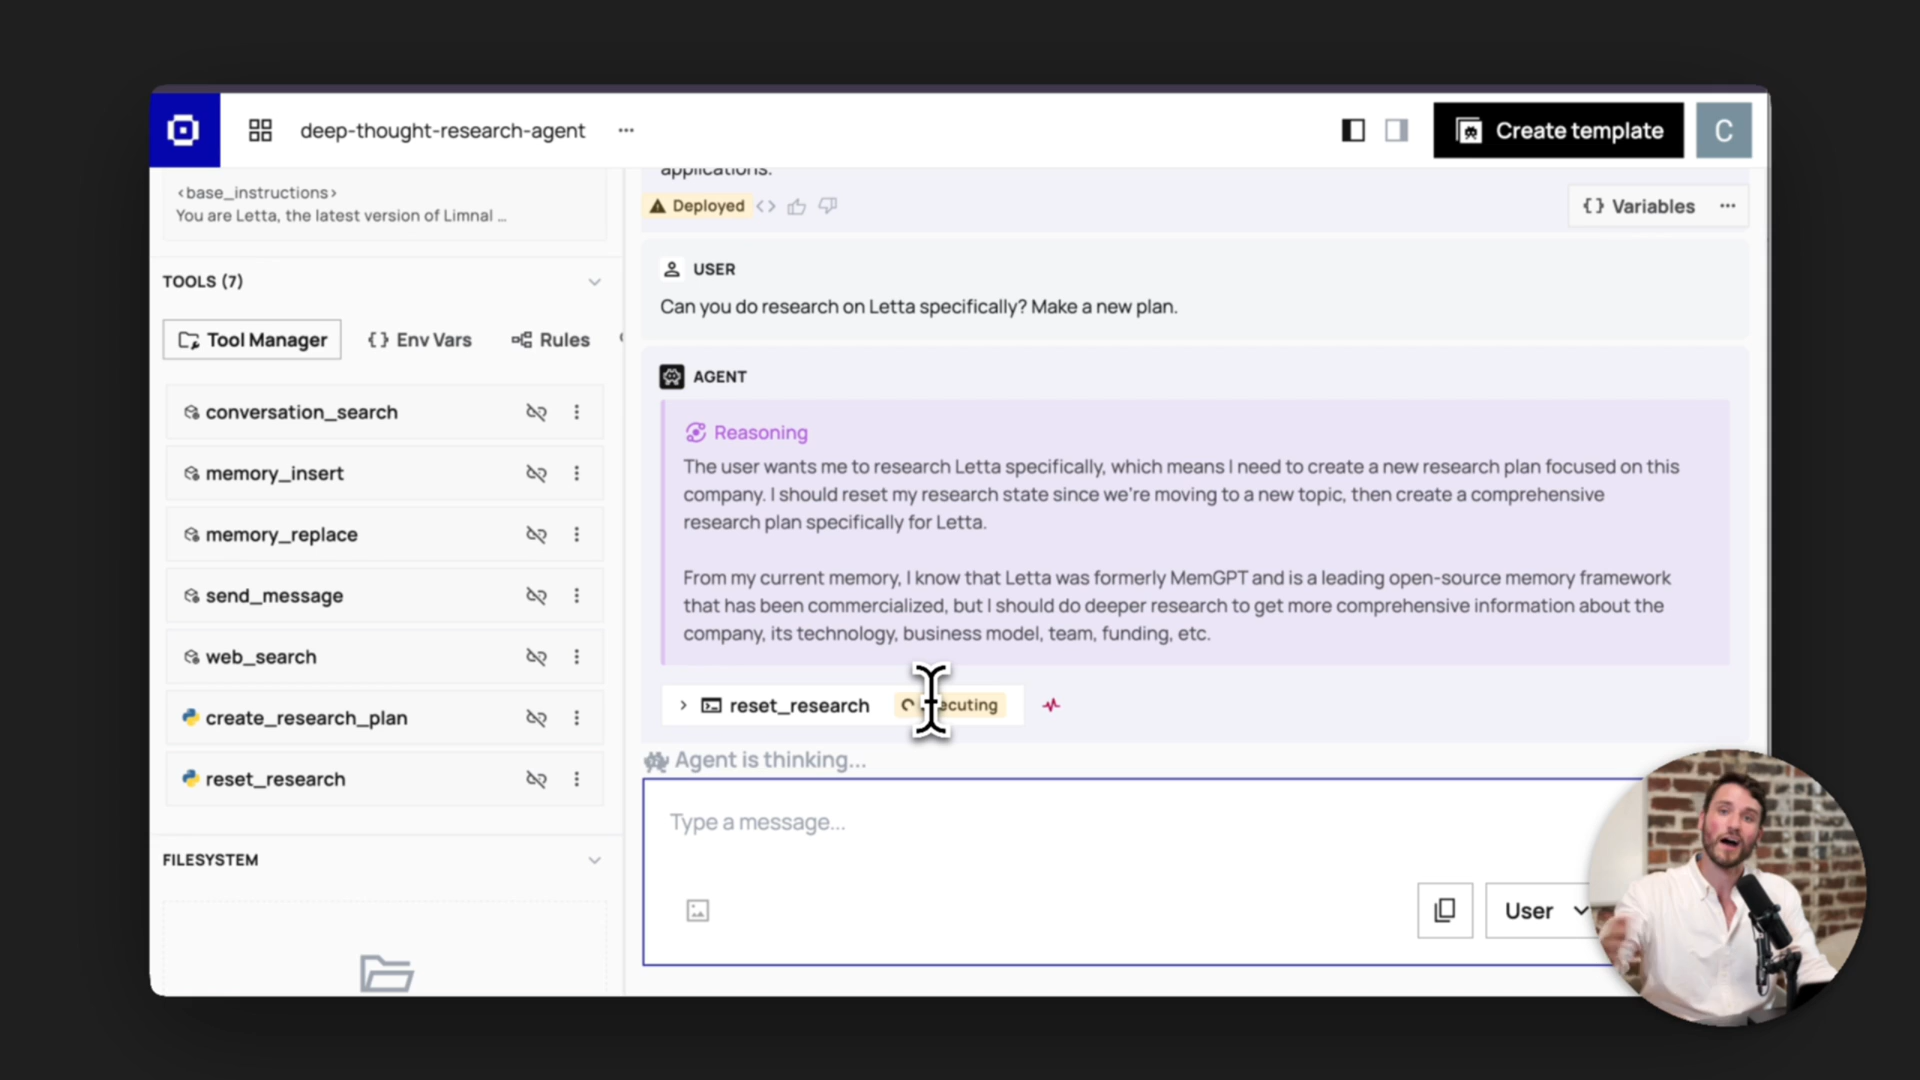 deep-thought-research-agent
Create template
C
<base_instructions>
You are Letta, the latest version of Limnal ...
TOOLS (7)
Tool Manager
{} Env Vars
Rules
conversation_search
memory_insert
memory_replace
send_message
web_search
create_research_plan
reset_research
FILESYSTEM
applications.
Deployed
{} Variables
USER
Can you do research on Letta specifically? Make a new plan.
AGENT
Reasoning
The user wants me to research Letta specifically, which means I need to create a new research plan focused on this
company. I should reset my research state since we're moving to a new topic, then create a comprehensive
research plan specifically for Letta.
From my current memory, I know that Letta was formerly MemGPT and is a leading open-source memory framework
that has been commercialized, but I should do deeper research to get more comprehensive information about the
company, its technology, business model, team, funding, etc.
reset_research
Agent is thinking...
Type a message...
User